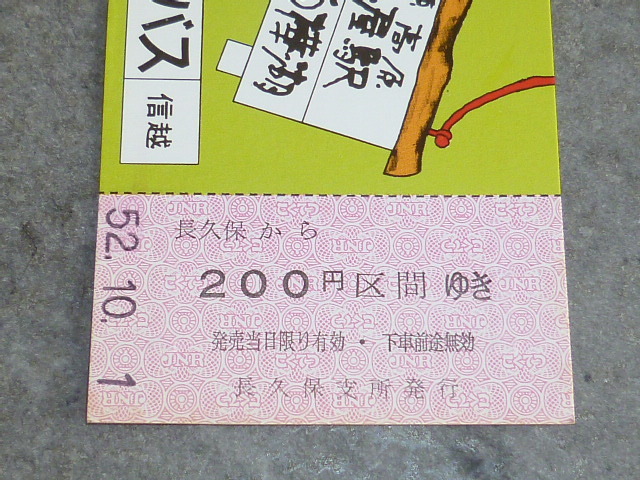 バス
信越
52.10.1
長久保から
200円区間ゆき
発売当日限り有効・下車前途無効
長久保支所発行
JNR